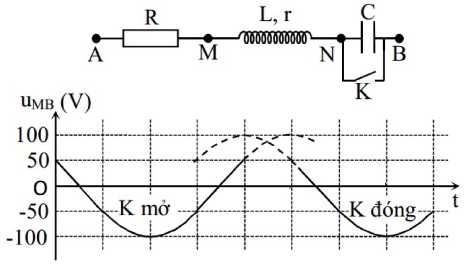 R
L, r
C
A
M
N
B
K
u_MB (V)
100
50
O
t
-50
K mở
K đóng
-100